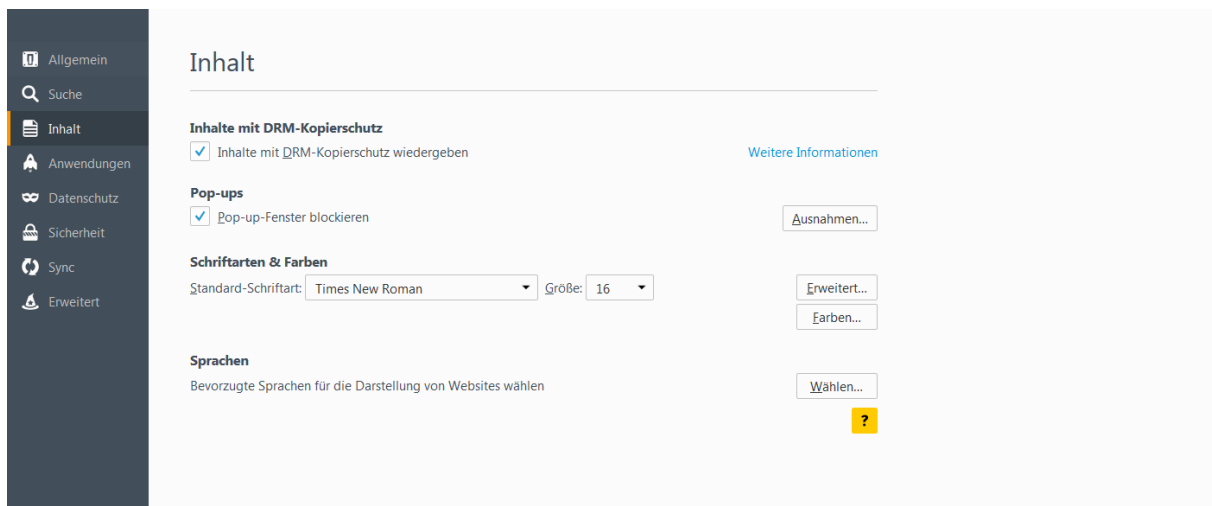 Allgemein
Suche
Inhalt
Anwendungen
Datenschutz
Sicherheit
Sync
Erweitert
Inhalt
Inhalte mit DRM-Kopierschutz
Inhalte mit DRM-Kopierschutz wiedergeben Weitere Informationen
Pop-ups
Pop-up-Fenster blockieren Ausnahmen...
Schriftarten & Farben
Standard-Schriftart: Times New Roman Größe: 16 Erweitert...
Farben...
Sprachen
Bevorzugte Sprachen für die Darstellung von Websites wählen Wählen...
?